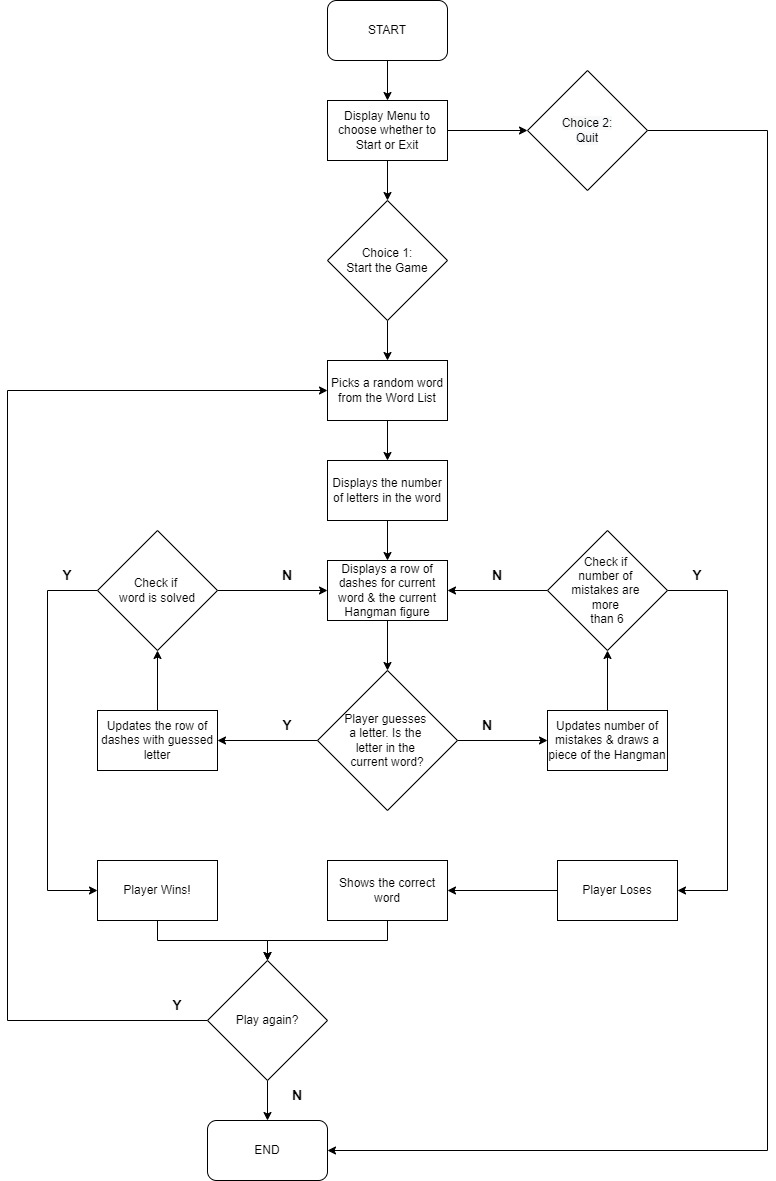 START
Display Menu to
choose whether to
Start or Exit
Choice 2:
Quit
Choice 1:
Start the Game
Picks a random word
from the Word List
Displays the number
of letters in the word
Y
Check if
word is solved
N
Displays a row of
dashes for current
word & the current
Hangman figure
N
Check if
number of
mistakes are
more
than 6
Y
Updates the row of
dashes with guessed
letter
Y
Player guesses
a letter. Is the
letter in the
current word?
N
Updates number of
mistakes & draws a
piece of the Hangman
Player Wins!
Shows the correct
word
Player Loses
Y
Play again?
N
END